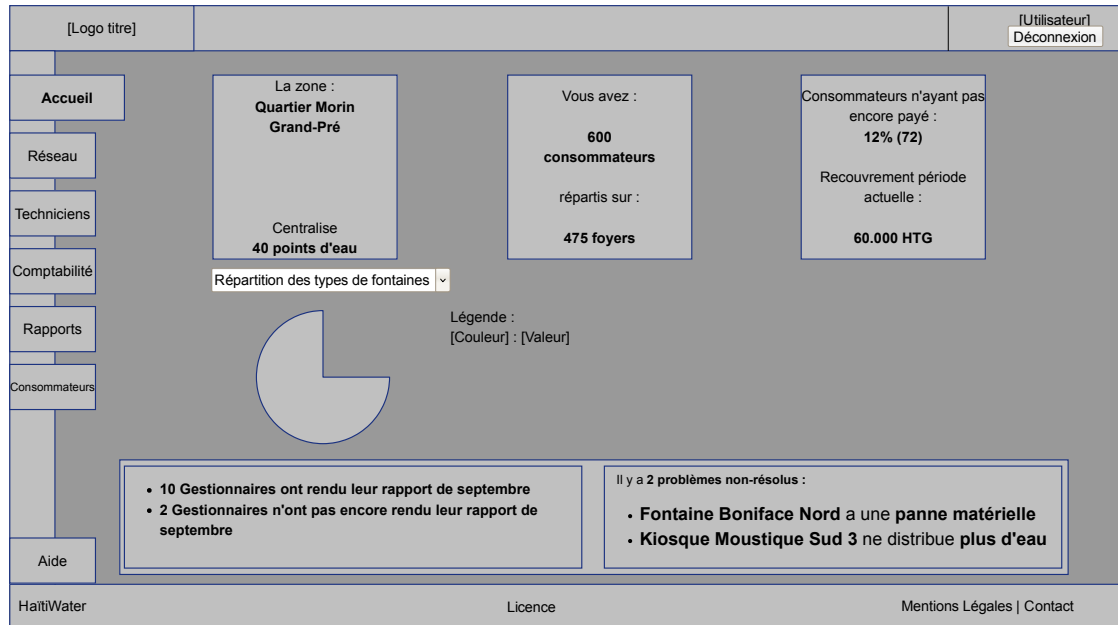 [Logo titre]
[Utilisateur]
Déconnexion
Accueil
Réseau
Techniciens
Comptabilité
Rapports
Consommateurs
Aide
La zone :
Quartier Morin
Grand-Pré
Centralise
40 points d'eau
Vous avez :
600
consommateurs
répartis sur :
475 foyers
Consommateurs n'ayant pas
encore payé :
12% (72)
Recouvrement période
actuelle :
60.000 HTG
Répartition des types de fontaines
Légende :
[Couleur] : [Valeur]
• 10 Gestionnaires ont rendu leur rapport de septembre
• 2 Gestionnaires n'ont pas encore rendu leur rapport de
septembre
Il y a 2 problèmes non-résolus :
• Fontaine Boniface Nord a une panne matérielle
• Kiosque Moustique Sud 3 ne distribue plus d'eau
HaïtiWater
Licence
Mentions Légales | Contact